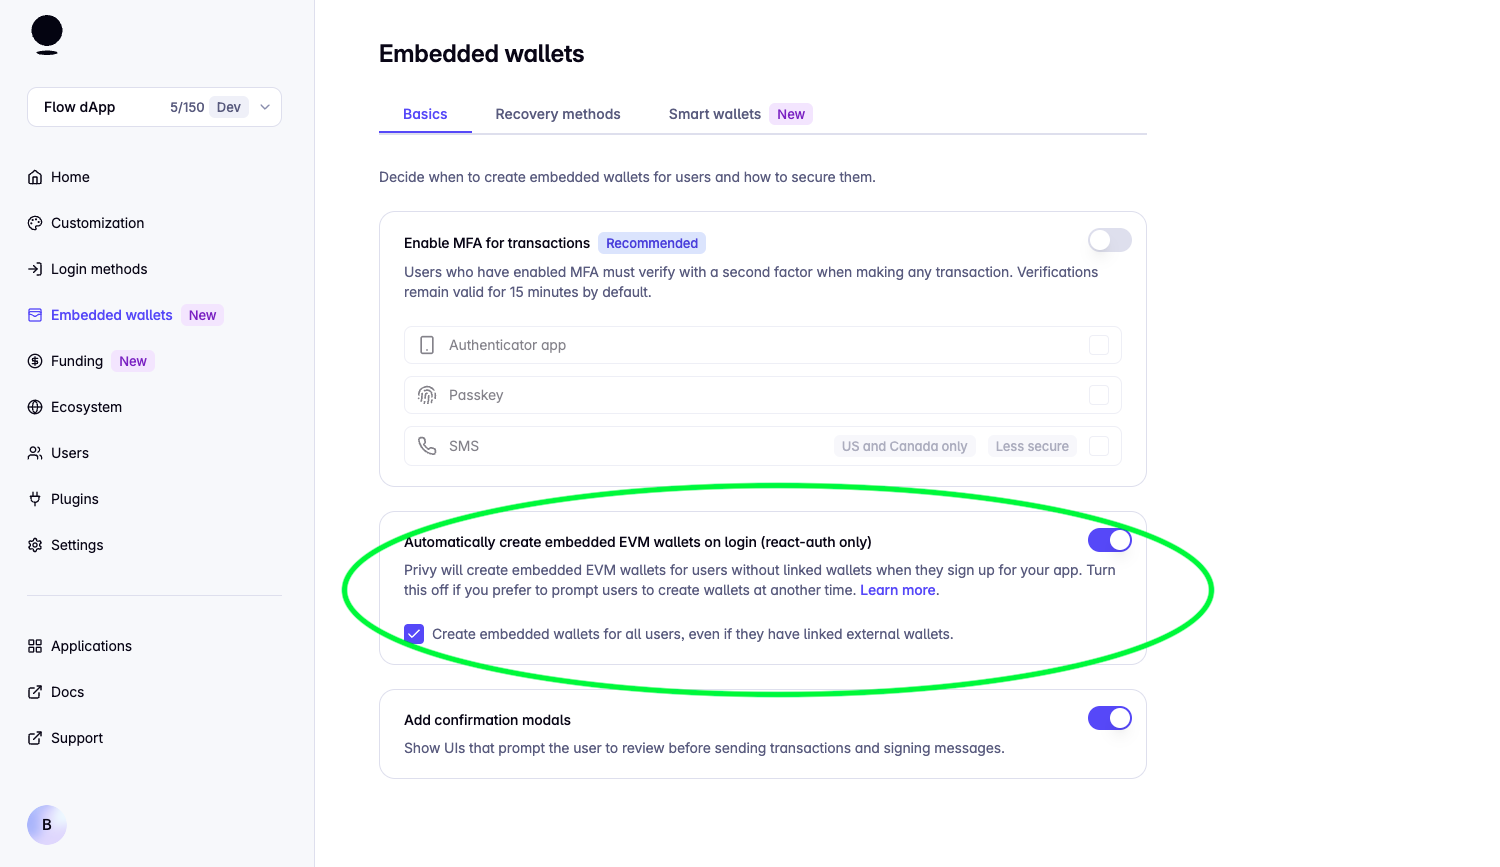 Flow dApp 5/150 Dev
Home
Customization
Login methods
Embedded wallets New
Funding New
Ecosystem
Users
Plugins
Settings
Applications
Docs
Support
B
Embedded wallets
Basics Recovery methods Smart wallets New
Decide when to create embedded wallets for users and how to secure them.
Enable MFA for transactions Recommended
Users who have enabled MFA must verify with a second factor when making any transaction. Verifications
remain valid for 15 minutes by default.
Authenticator app
Passkey
SMS US and Canada only Less secure
Automatically create embedded EVM wallets on login (react-auth only)
Privy will create embedded EVM wallets for users without linked wallets when they sign up for your app. Turn
this off if you prefer to prompt users to create wallets at another time. Learn more.
Create embedded wallets for all users, even if they have linked external wallets.
Add confirmation modals
Show UIs that prompt the user to review before sending transactions and signing messages.